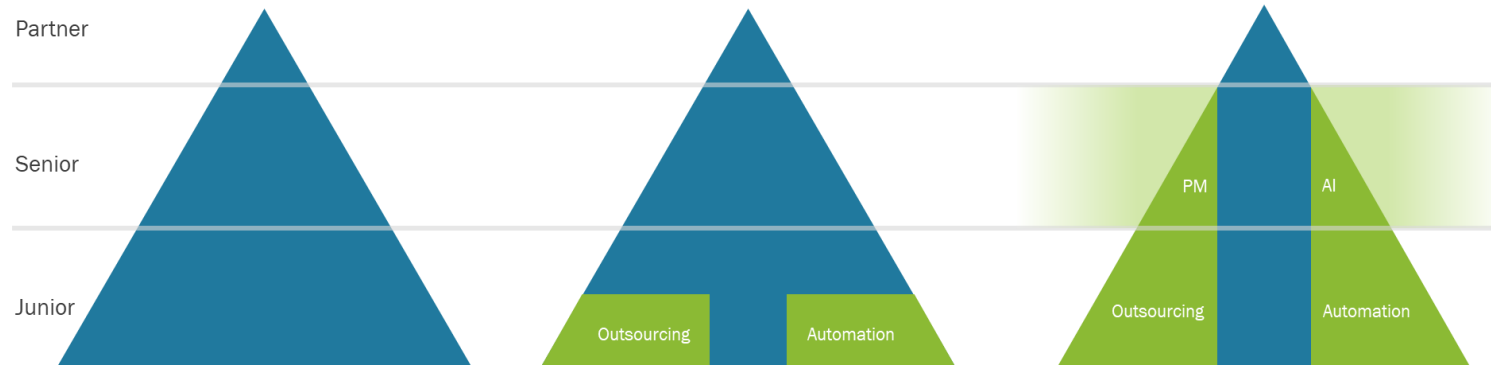 Partner
Senior
PM
AI
Junior
Outsourcing
Automation
Outsourcing
Automation